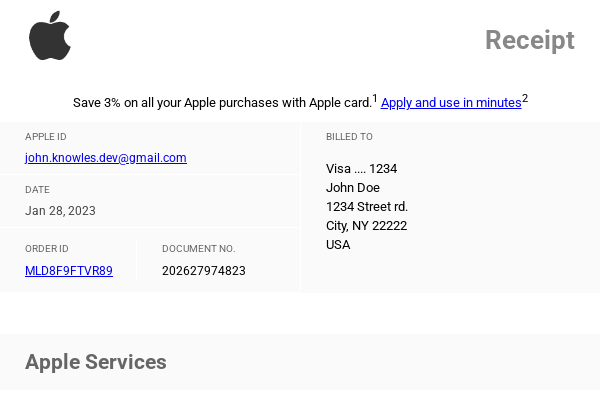 Receipt
Save 3% on all your Apple purchases with Apple card.1 Apply and use in minutes2
APPLE ID
john.knowles.dev@gmail.com
DATE
Jan 28, 2023
ORDER ID
MLD8F9FTVR89
DOCUMENT NO.
202627974823
BILLED TO
Visa .... 1234
John Doe
1234 Street rd.
City, NY 22222
USA
Apple Services